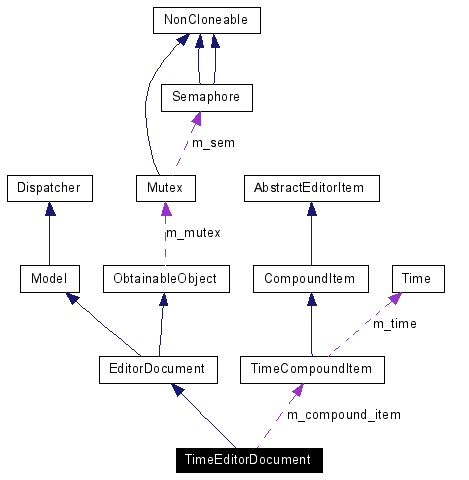 NonCloneable
Semaphore
m_sem
Dispatcher
Mutex
AbstractEditorItem
m_mutex
Model
ObtainableObject
CompoundItem
Time
m_time
EditorDocument
TimeCompoundItem
m_compound_item
TimeEditorDocument